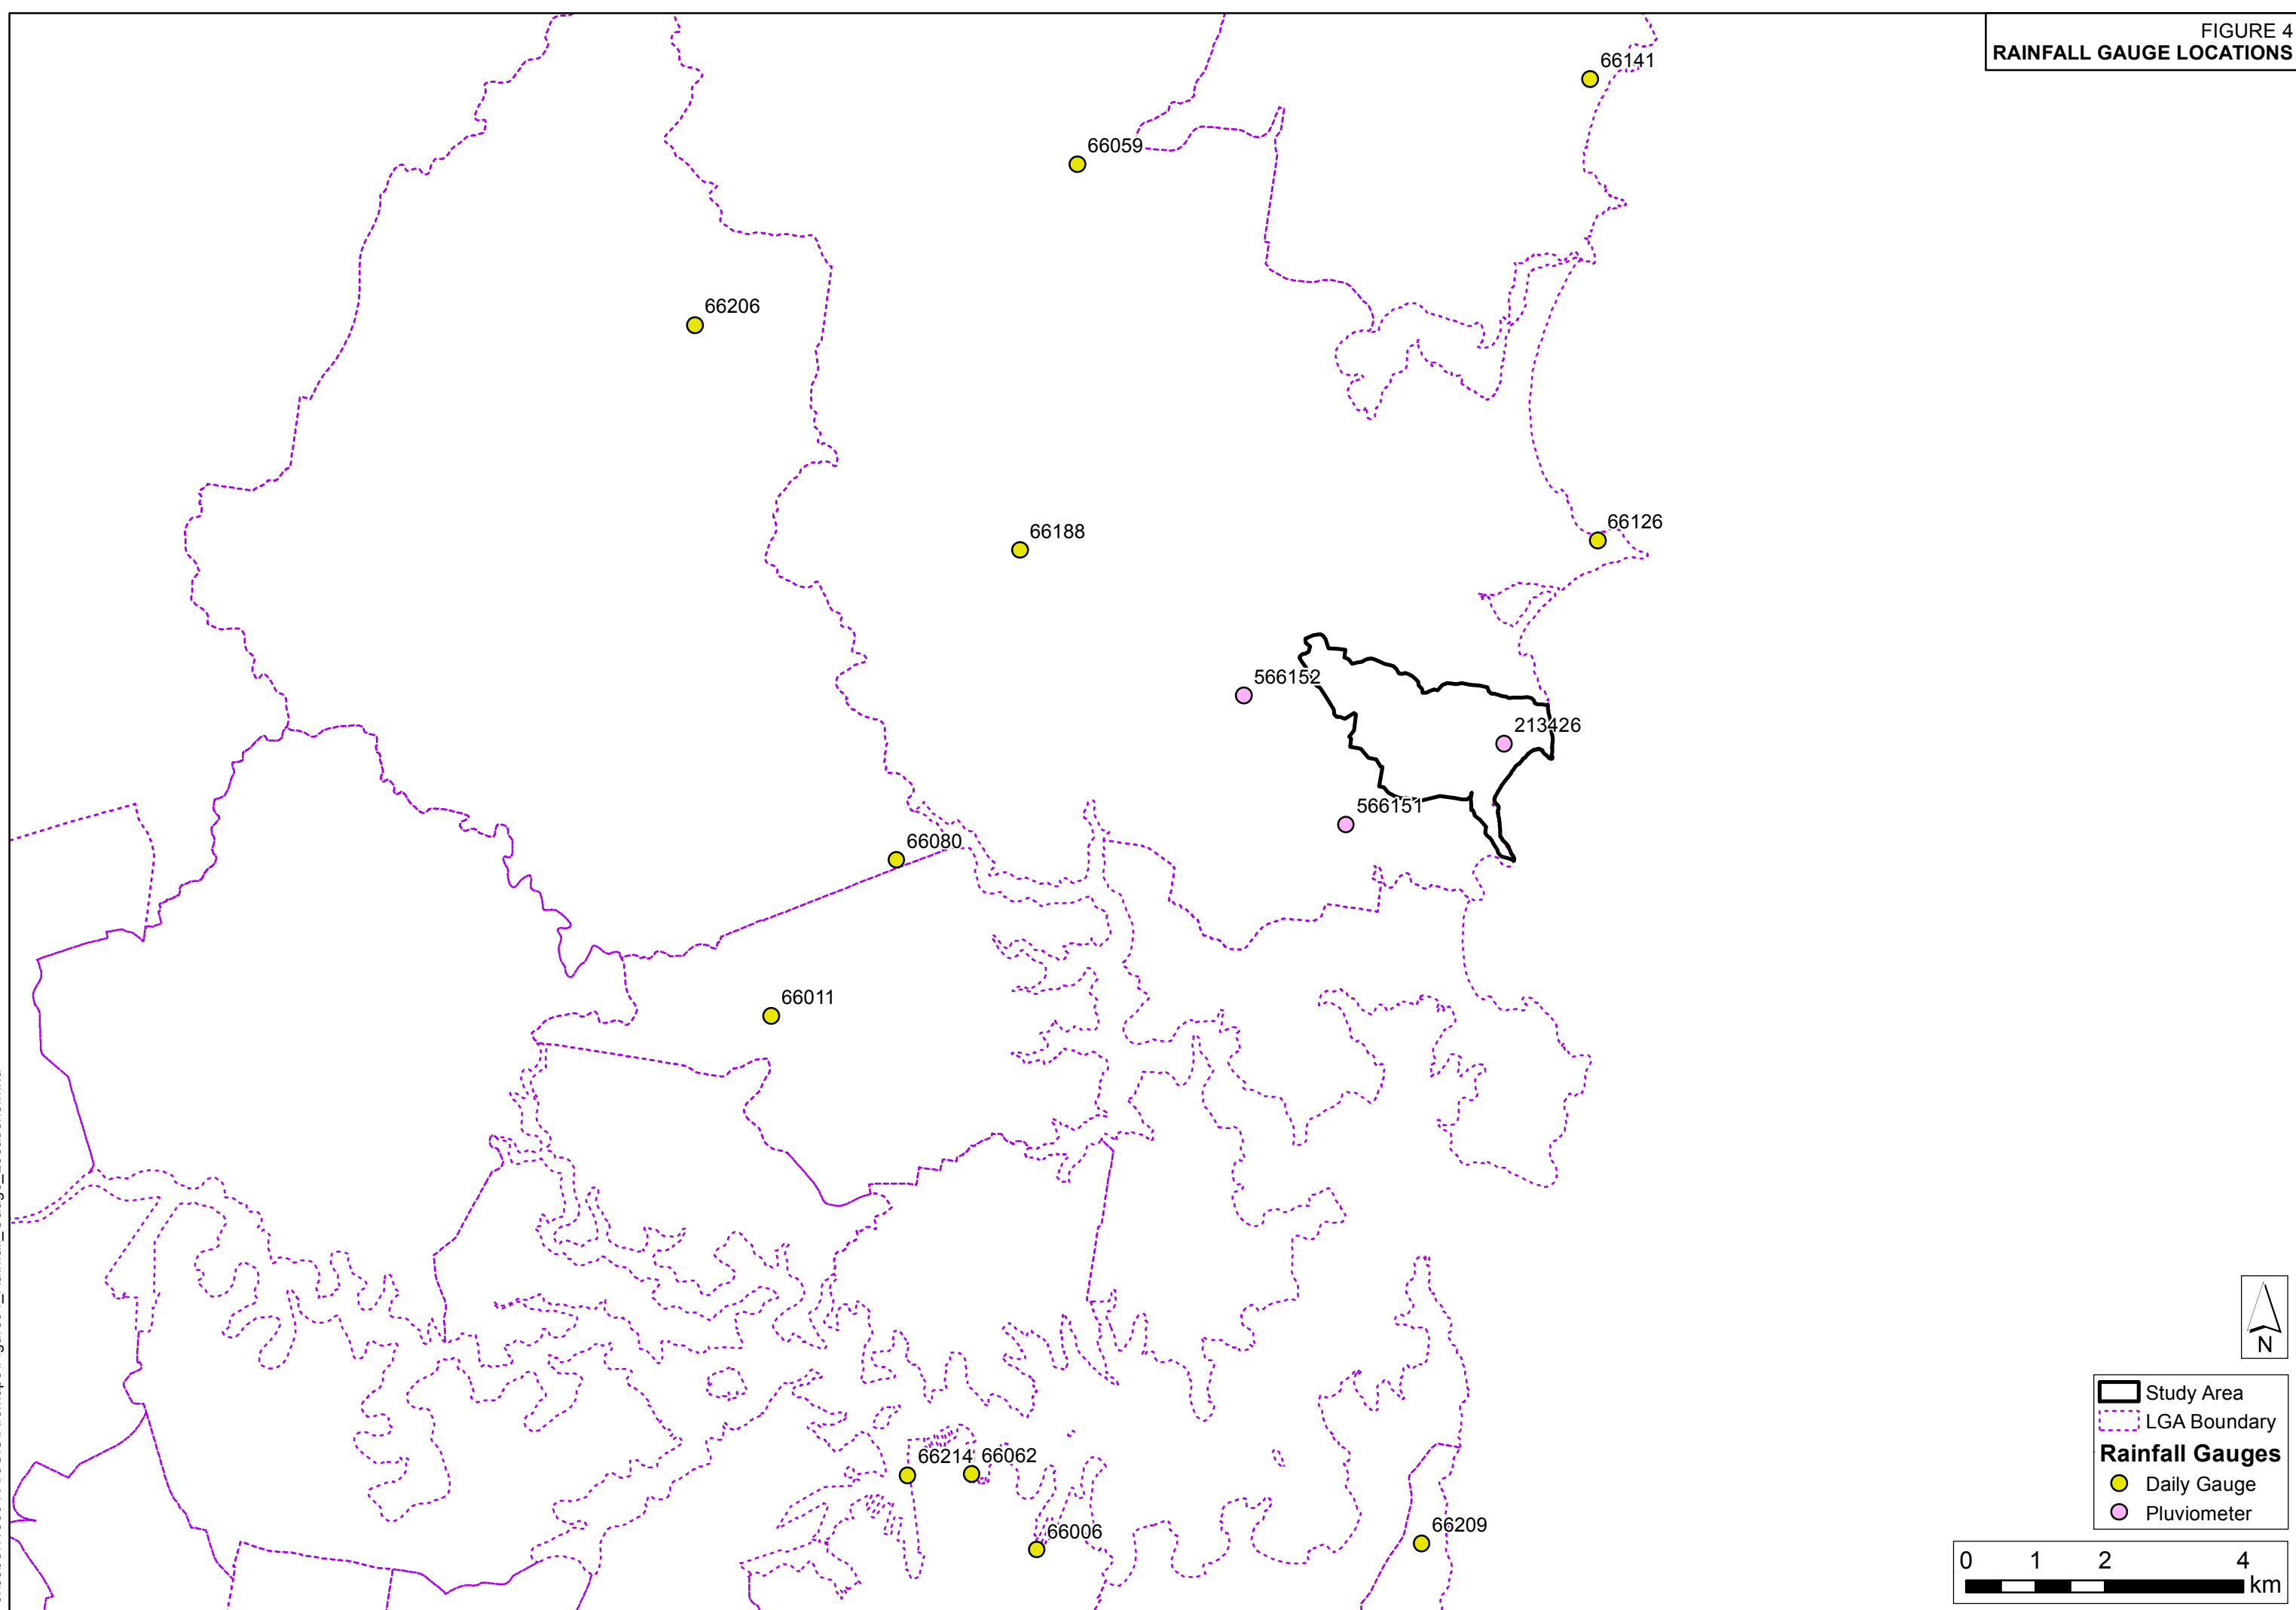 FIGURE 4
RAINFALL GAUGE LOCATIONS
66141
66059
66206
66126
66188
566152
213426
566151
66080
66011
N
Study Area
LGA Boundary
Rainfall Gauges
Daily Gauge
Pluviometer
66214
66062
66006
66209
0 1 2 4
km